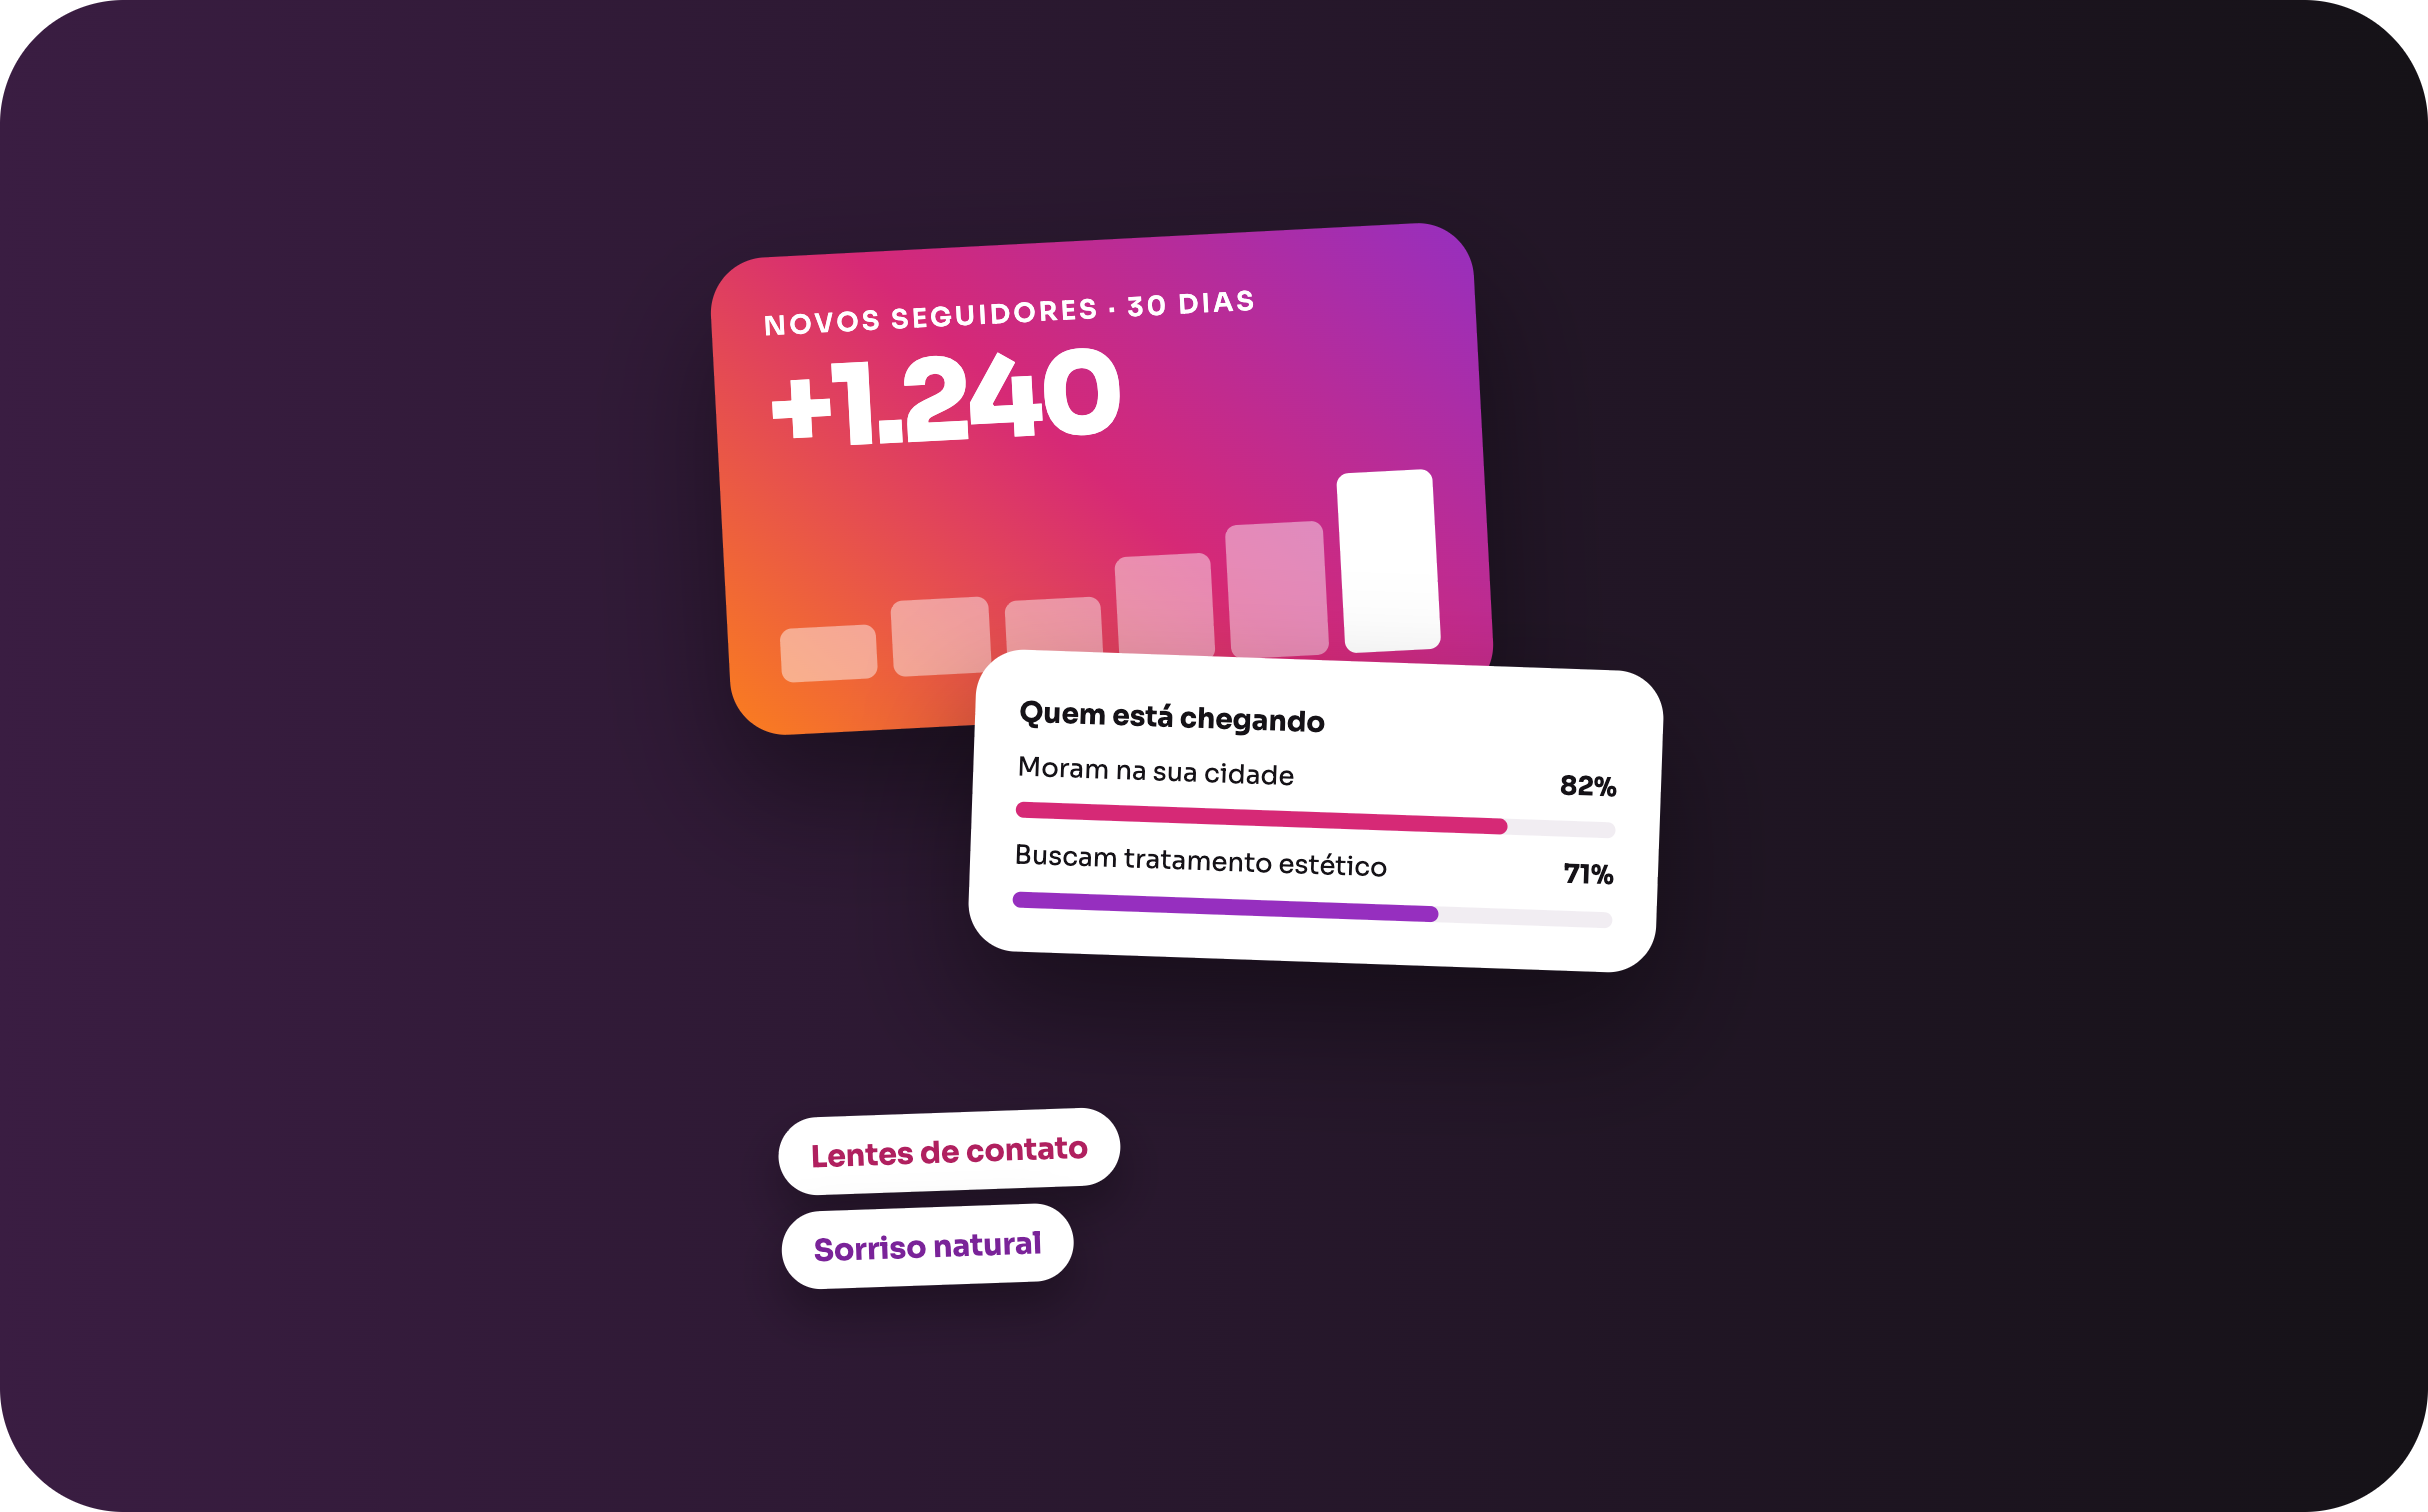 NOVOS SEGUIDORES · 30 DIAS
+1.240
Quem está chegando
Moram na sua cidade 82%
Buscam tratamento estético 71%
Lentes de contato
Sorriso natural